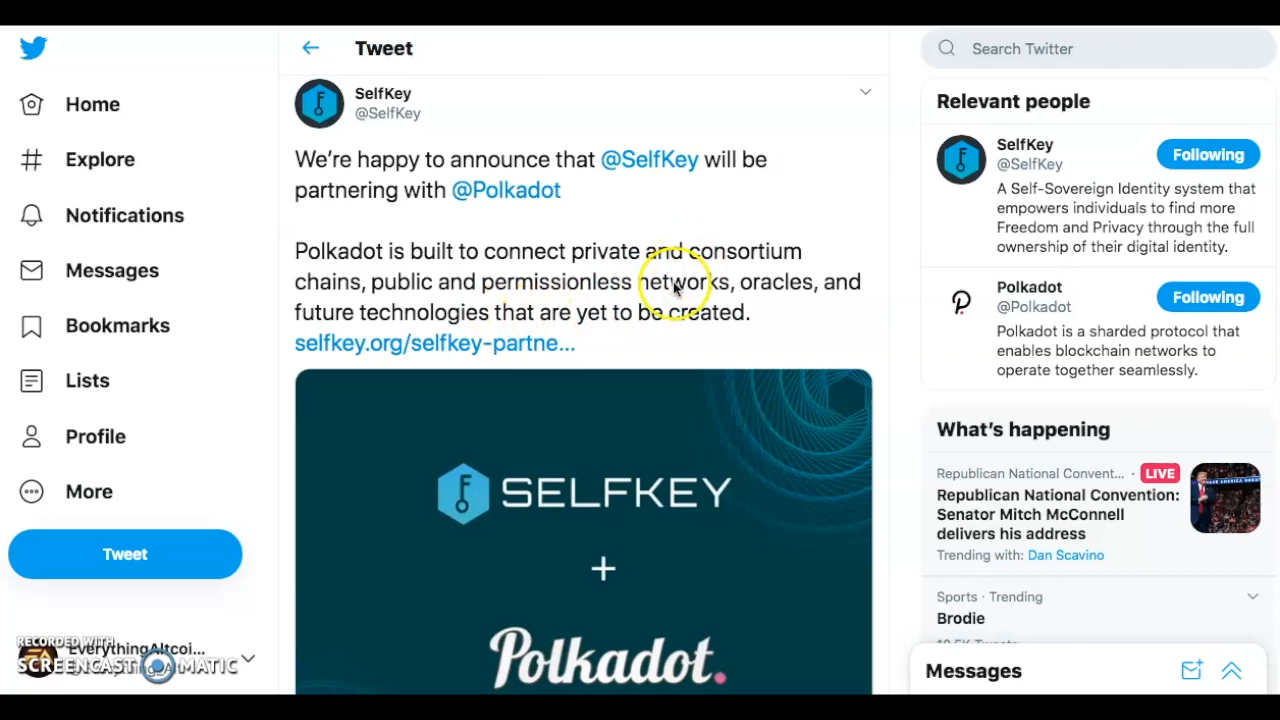 Tweet
Search Twitter
Home
Explore
Notifications
Messages
Bookmarks
Lists
Profile
More
Tweet
RECORDED WITH
SCREENCAST MATIC
EverythingAltcoi...
SelfKey
@SelfKey
We're happy to announce that @SelfKey will be
partnering with @Polkadot
Polkadot is built to connect private and consortium
chains, public and permissionless networks, oracles, and
future technologies that are yet to be created.
selfkey.org/selfkey-partne...
SELFKEY
+
Polkadot.
Relevant people
SelfKey
Following
@SelfKey
A Self-Sovereign Identity system that
empowers individuals to find more
Freedom and Privacy through the full
ownership of their digital identity.
Polkadot
Following
@Polkadot
Polkadot is a sharded protocol that
enables blockchain networks to
operate together seamlessly.
What's happening
Republican National Convent... · LIVE
Republican National Convention:
Senator Mitch McConnell
delivers his address
Trending with: Dan Scavino
Sports · Trending
Brodie
Messages